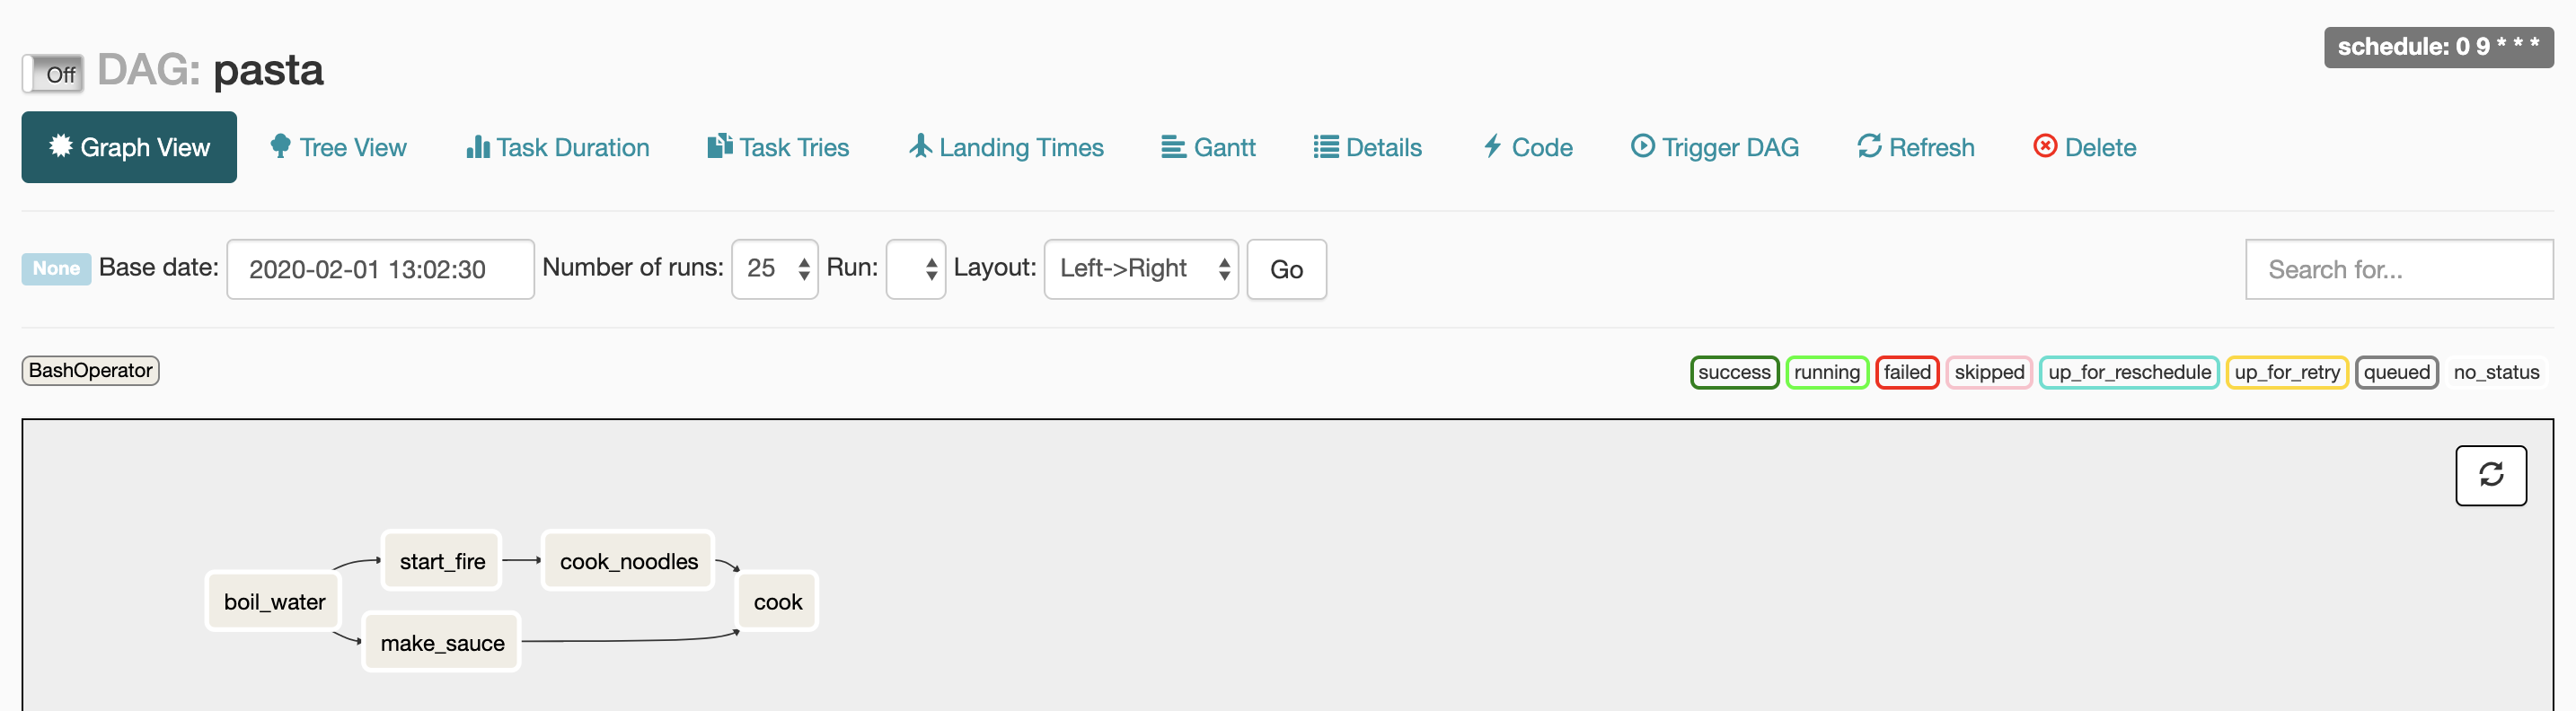 schedule: 0 9 * * *
Off DAG: pasta
Graph View Tree View Task Duration Task Tries Landing Times Gantt Details Code Trigger DAG Refresh Delete
None Base date: 2020-02-01 13:02:30 Number of runs: 25 Run: Layout: Left->Right Go Search for...
BashOperator success running failed skipped up_for_reschedule up_for_retry queued no_status
start_fire cook_noodles
boil_water cook
make_sauce